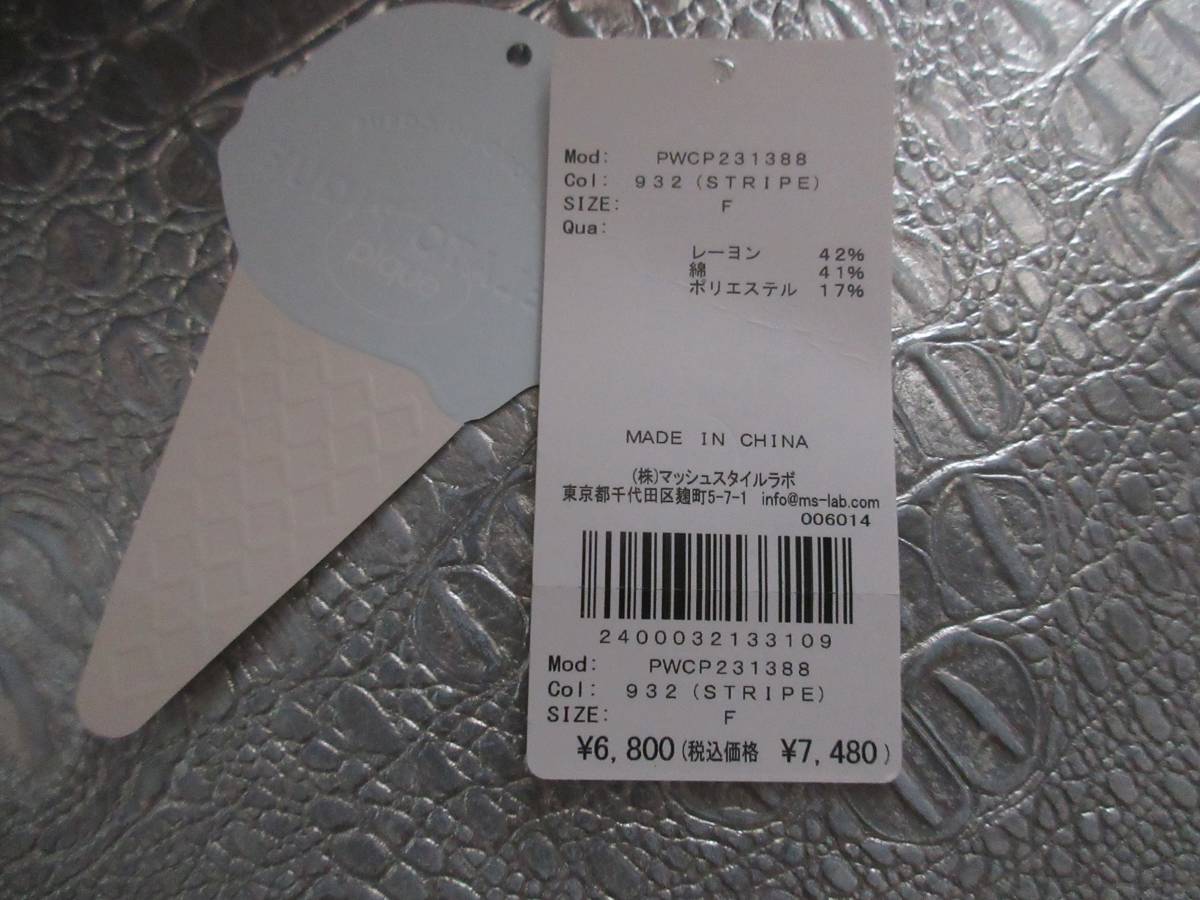 Mod: PWCP231388
Col: 932 (STRIPE)
SIZE: F
Qua:
レーヨン 42%
綿 41%
ポリエステル 17%
MADE IN CHINA
(株)マッシュスタイルラボ
東京都千代田区麹町5-7-1 info@ms-lab.com
006014
2400032133109
Mod: PWCP231388
Col: 932 (STRIPE)
SIZE: F
¥6,800(税込価格 ¥7,480)